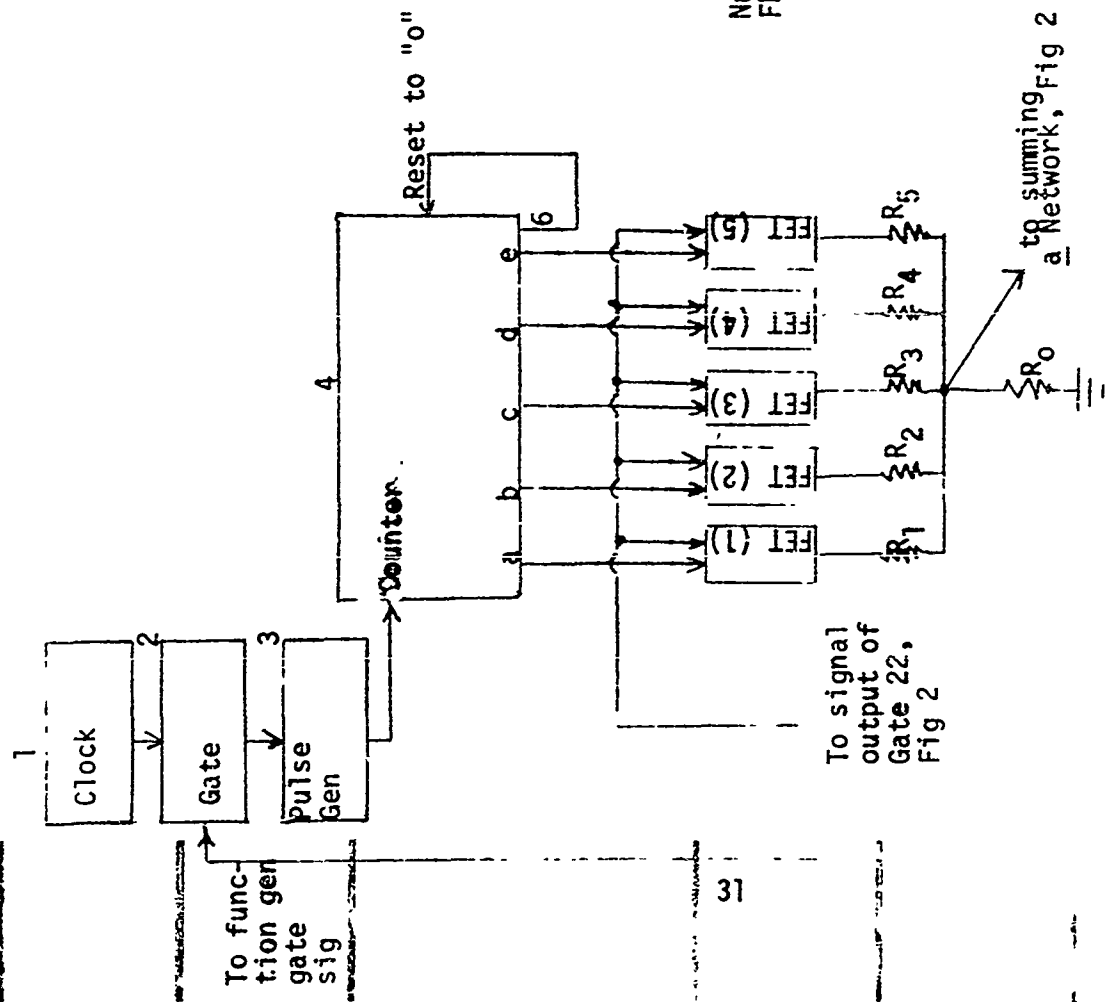 1
Clock
2
Gate
3
Pulse
Gen
To func-
tion gen
gate
sig
4
Counter
Reset to "o"
6
a
b
c
d
e
FET (1)
FET (2)
FET (3)
FET (4)
FET (5)
R1
R2
R3
R4
R5
Ro
To signal
output of
Gate 22,
Fig 2
to summing
a Network, Fig 2
31